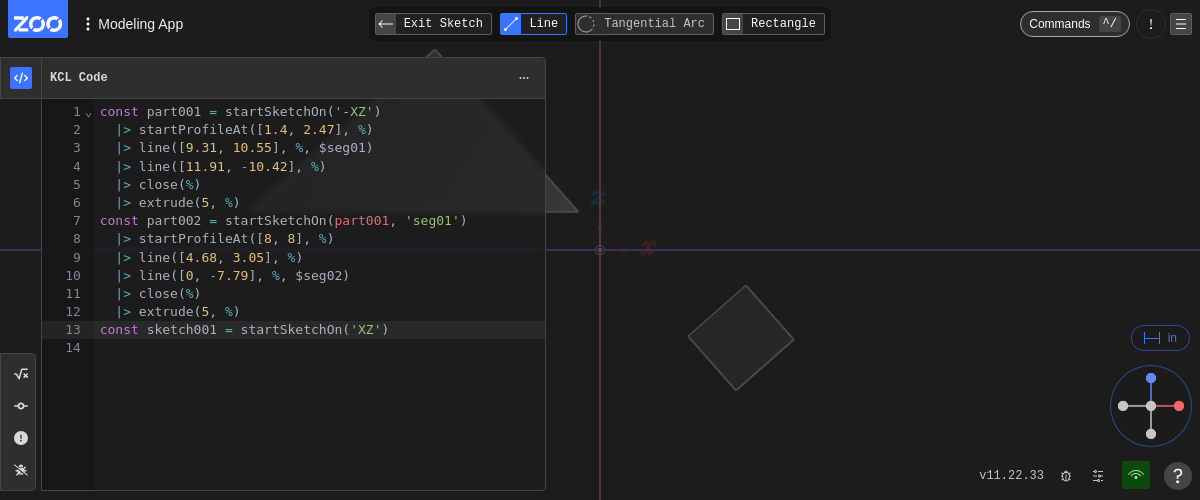 ZOO
Modeling App
Exit Sketch
Line
Tangential Arc
Rectangle
Commands ^/
!
KCL Code
1 const part001 = startSketchOn('-XZ')
2 |> startProfileAt([1.4, 2.47], %)
3 |> line([9.31, 10.55], %, $seg01)
4 |> line([11.91, -10.42], %)
5 |> close(%)
6 |> extrude(5, %)
7 const part002 = startSketchOn(part001, 'seg01')
8 |> startProfileAt([8, 8], %)
9 |> line([4.68, 3.05], %)
10 |> line([0, -7.79], %, $seg02)
11 |> close(%)
12 |> extrude(5, %)
13 const sketch001 = startSketchOn('XZ')
14
z
-x
in
v11.22.33
?